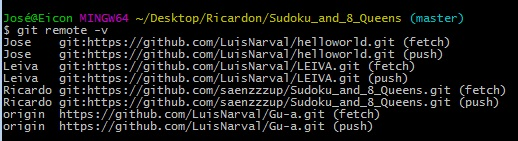 José@Eicon MINGW64 ~/Desktop/Ricardon/Sudoku_and_8_Queens (master)
$ git remote -v
Jose    git:https://github.com/LuisNarval/helloworld.git (fetch)
Jose    git:https://github.com/LuisNarval/helloworld.git (push)
Leiva   git:https://github.com/LuisNarval/LEIVA.git (fetch)
Leiva   git:https://github.com/LuisNarval/LEIVA.git (push)
Ricardo git:https://github.com/saenzzzup/Sudoku_and_8_Queens.git (fetch)
Ricardo git:https://github.com/saenzzzup/Sudoku_and_8_Queens.git (push)
origin  https://github.com/LuisNarval/Gu-a.git (fetch)
origin  https://github.com/LuisNarval/Gu-a.git (push)